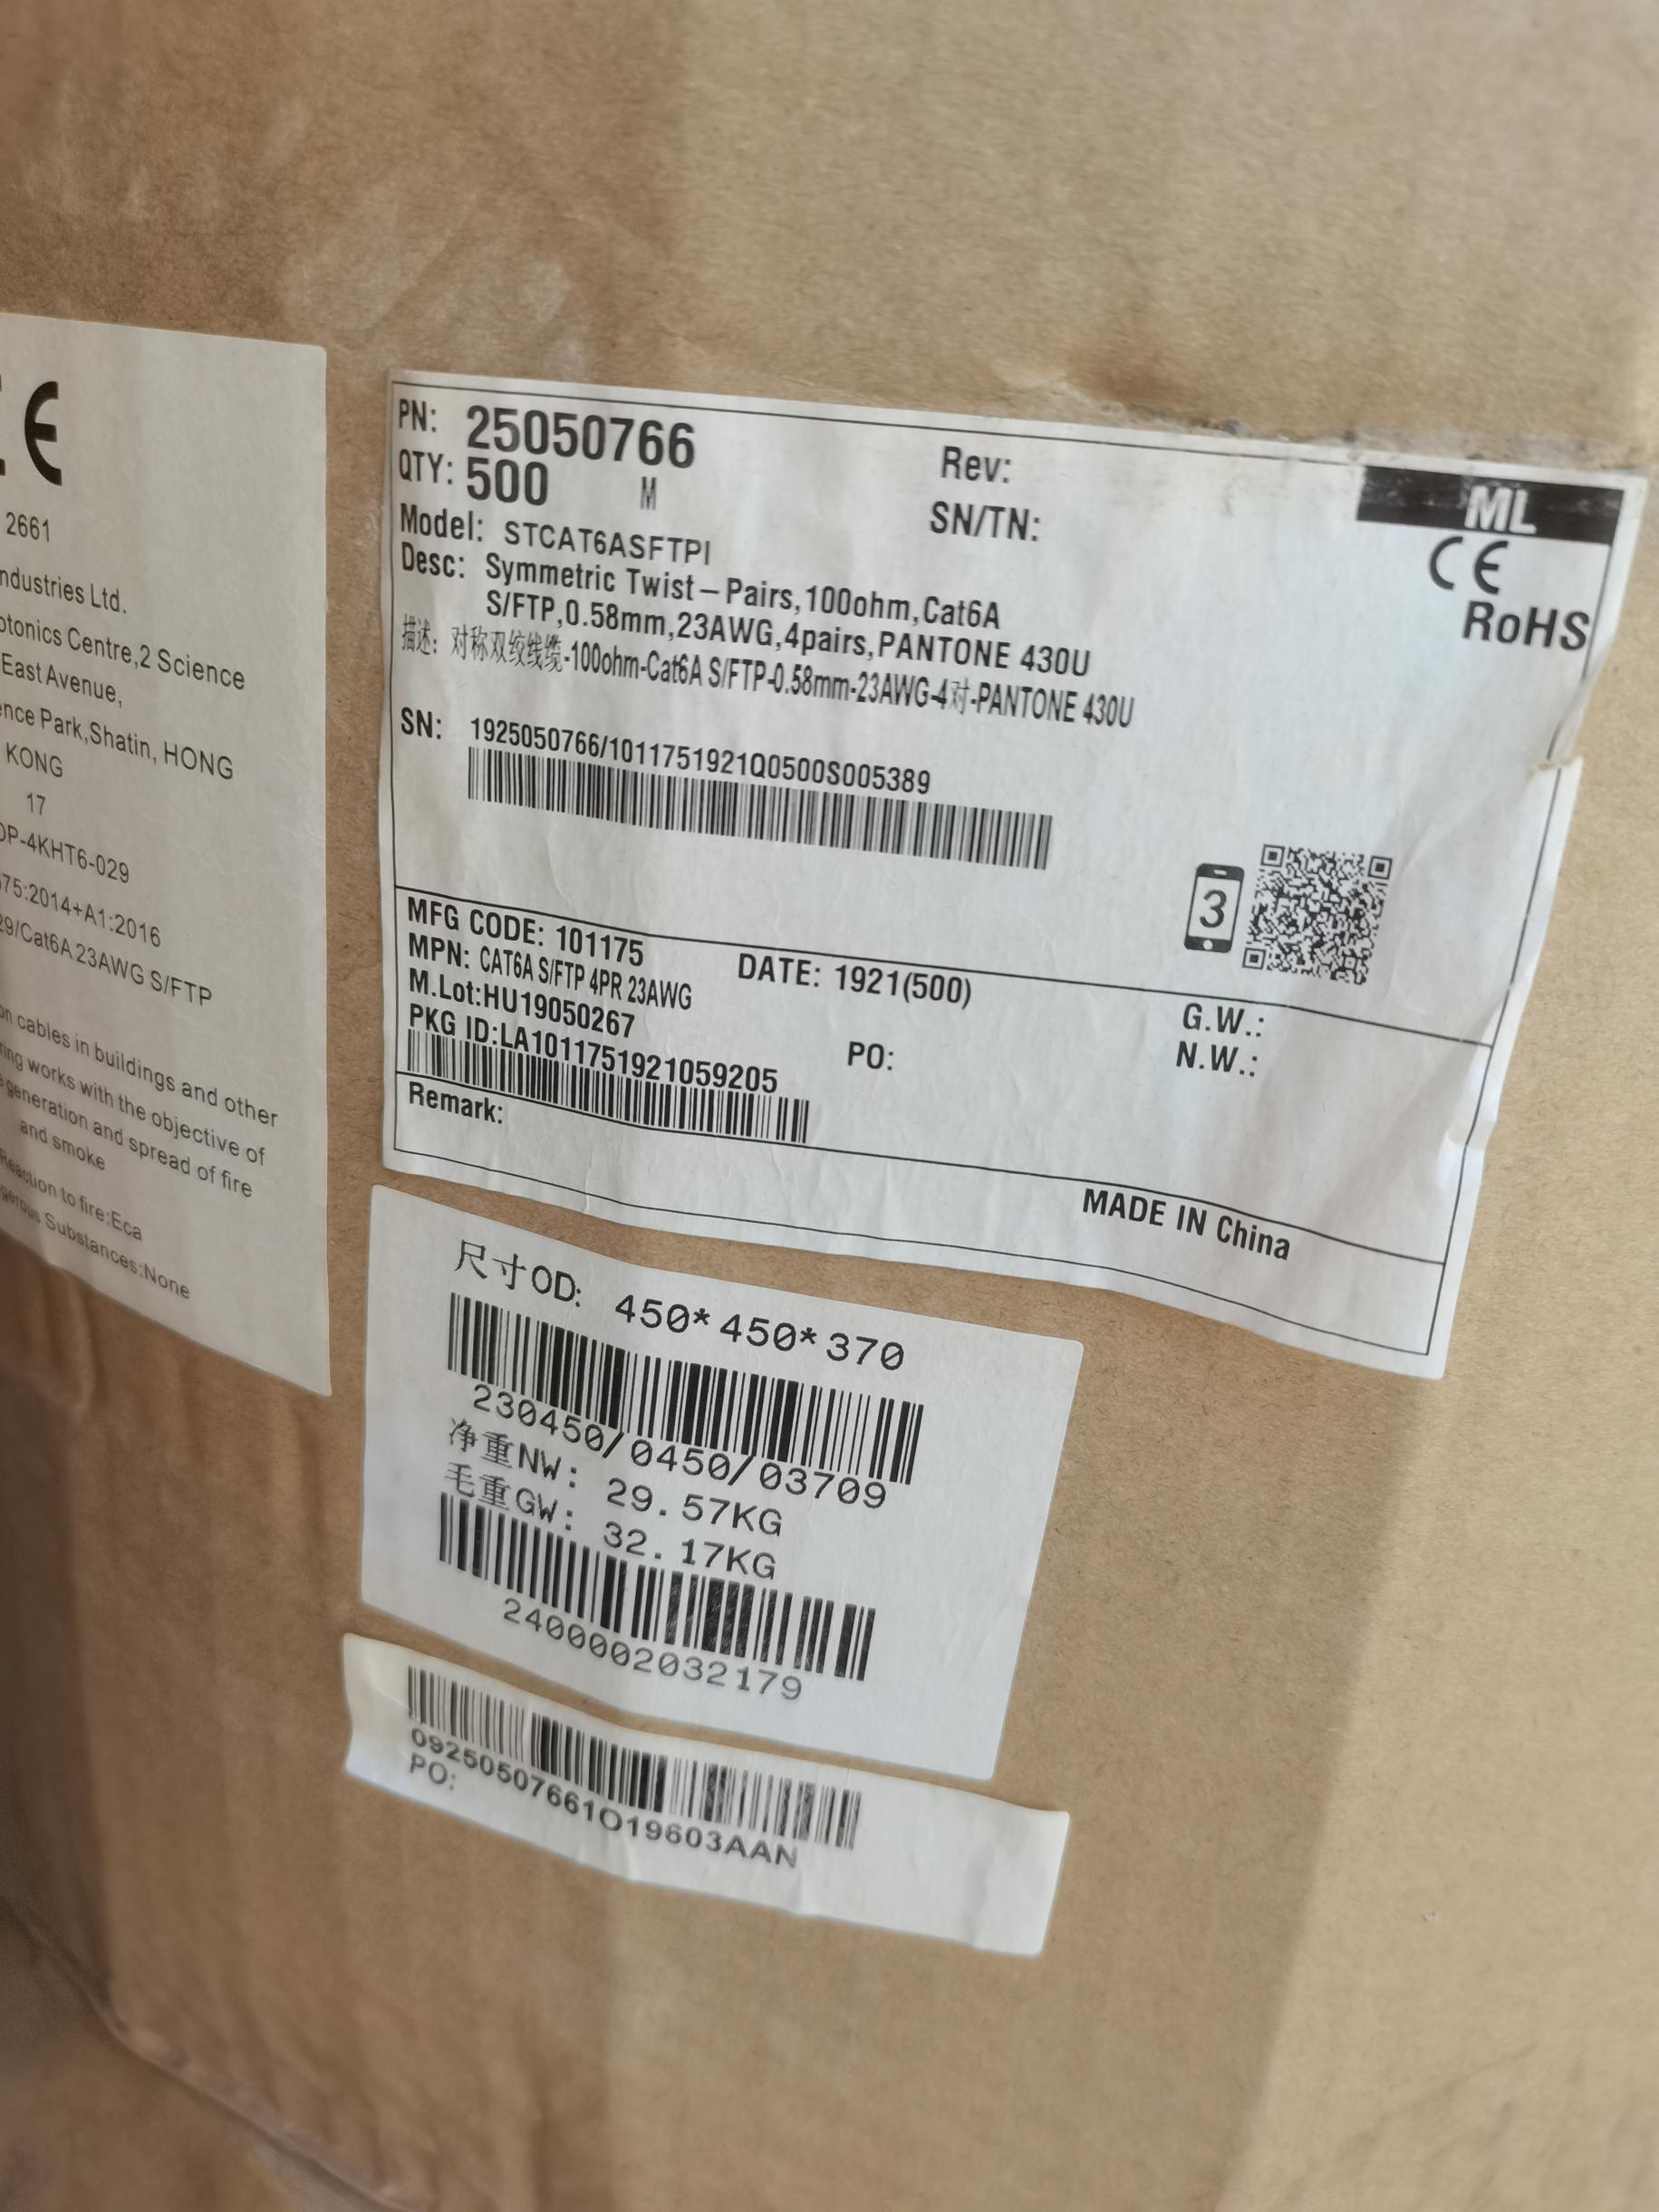 CE
2661
ndustries Ltd.
otonics Centre,2 Science
East Avenue,
ence Park,Shatin, HONG
KONG
17
OP-4KHT6-029
75:2014+A1:2016
29/Cat6A 23AWG S/FTP
on cables in buildings and other
ring works with the objective of
generation and spread of fire
and smoke
Reaction to fire:Eca
gerous Substances:None
PN: 25050766
Rev:
ML
QTY: 500 M
SN/TN:
CE
Model: STCAT6ASFTPI
RoHS
Desc: Symmetric Twist–Pairs,100ohm,Cat6A
S/FTP,0.58mm,23AWG,4pairs,PANTONE 430U
描述: 对称双绞线缆-100ohm-Cat6A S/FTP-0.58mm-23AWG-4对-PANTONE 430U
SN: 1925050766/1011751921Q0500S005389
3
MFG CODE: 101175
DATE: 1921(500)
G.W.:
MPN: CAT6A S/FTP 4PR 23AWG
N.W.:
M.Lot:HU19050267
PO:
PKG ID:LA1011751921059205
Remark:
MADE IN China
尺寸OD: 450*450*370
230450/0450/03709
净重NW: 29.57KG
毛重GW: 32.17KG
2400002032179
09250507661O19603AAN
PO: